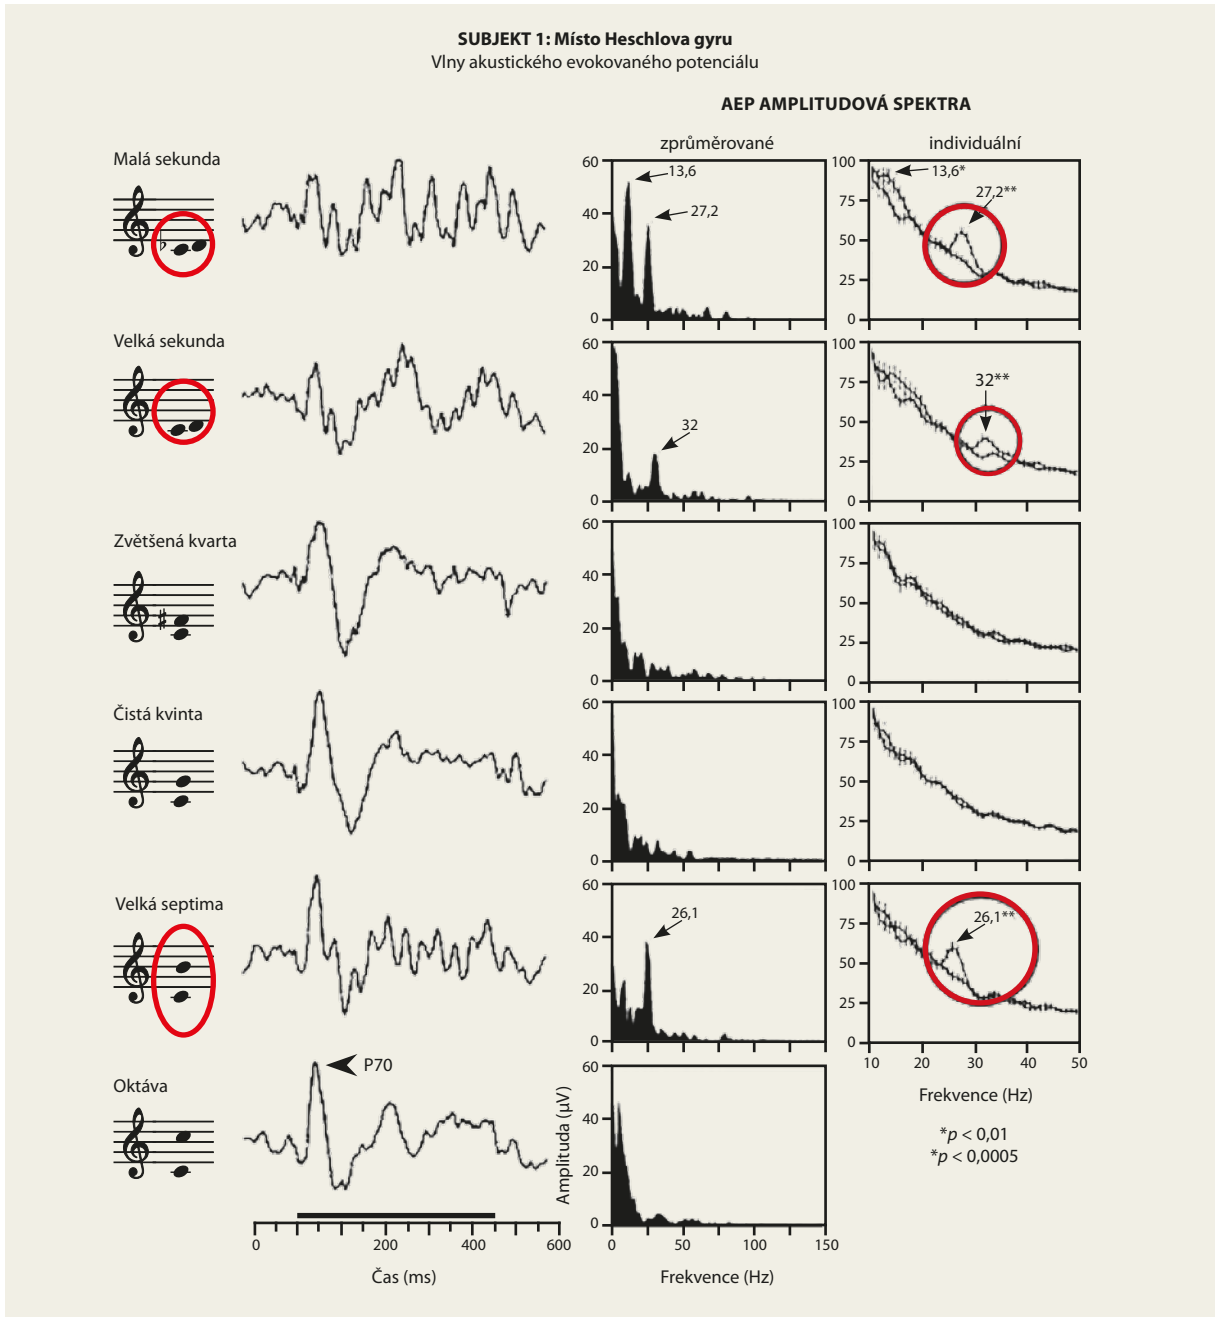 SUBJEKT 1: Místo Heschlova gyru
Vlny akustického evokovaného potenciálu
AEP AMPLITUDOVÁ SPEKTRA
zprůměrované
individuální
Malá sekunda
60
40
20
0
13,6
27,2
100
75
50
25
0
13,6*
27,2**
Velká sekunda
60
40
20
0
32
100
75
50
25
0
32**
Zvětšená kvarta
60
40
20
0
100
75
50
25
0
Čistá kvinta
60
40
20
0
100
75
50
25
0
Velká septima
60
40
20
0
26,1
100
75
50
25
0
26,1**
10 20 30 40 50
Frekvence (Hz)
*p < 0,01
*p < 0,0005
Oktáva
P70
Amplituda (µV)
60
40
20
0
0 200 400 600
Čas (ms)
0 50 100 150
Frekvence (Hz)